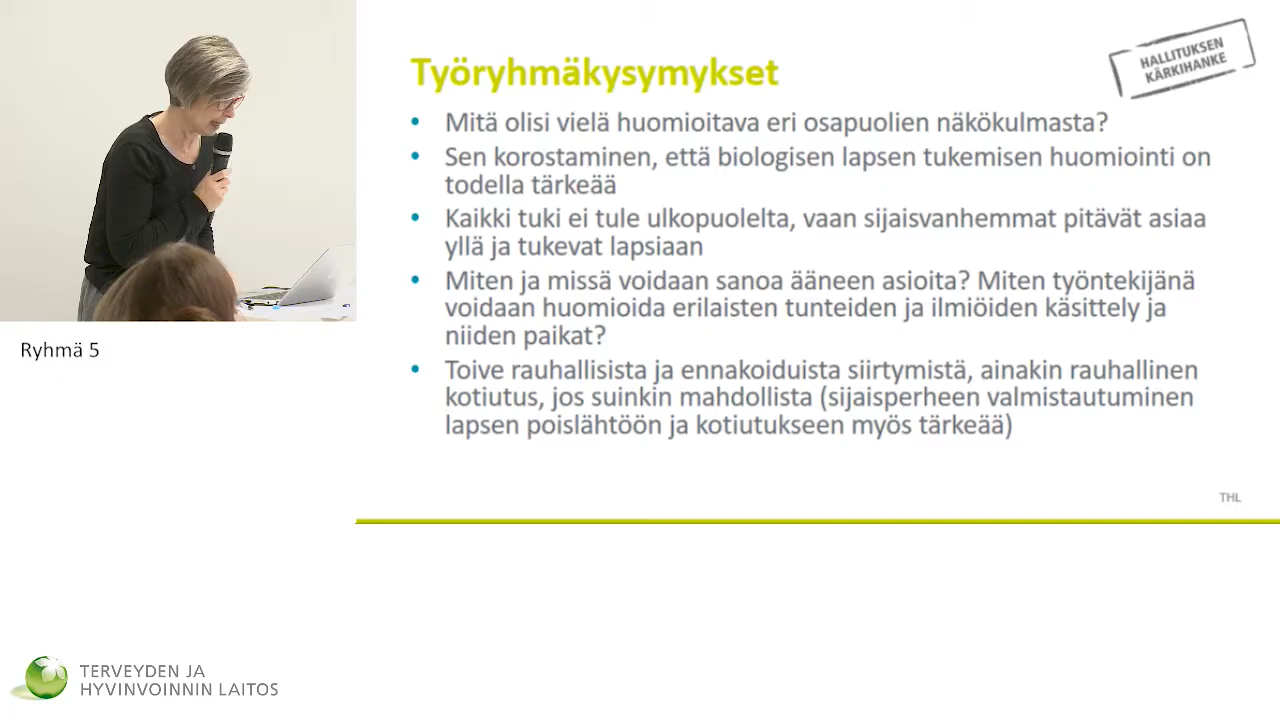 Työryhmäkysymykset
HALLITUKSEN
KÄRKIHANKE
• Mitä olisi vielä huomioitava eri osapuolien näkökulmasta?
• Sen korostaminen, että biologisen lapsen tukemisen huomiointi on
todella tärkeää
• Kaikki tuki ei tule ulkopuolelta, vaan sijaisvanhemmat pitävät asiaa
yllä ja tukevat lapsiaan
• Miten ja missä voidaan sanoa ääneen asioita? Miten työntekijänä
voidaan huomioida erilaisten tunteiden ja ilmiöiden käsittely ja
niiden paikat?
• Toive rauhallisista ja ennakoiduista siirtymistä, ainakin rauhallinen
kotiutus, jos suinkin mahdollista (sijaisperheen valmistautuminen
lapsen poislähtöön ja kotiutukseen myös tärkeää)
THL
Ryhmä 5
TERVEYDEN JA
HYVINVOINNIN LAITOS